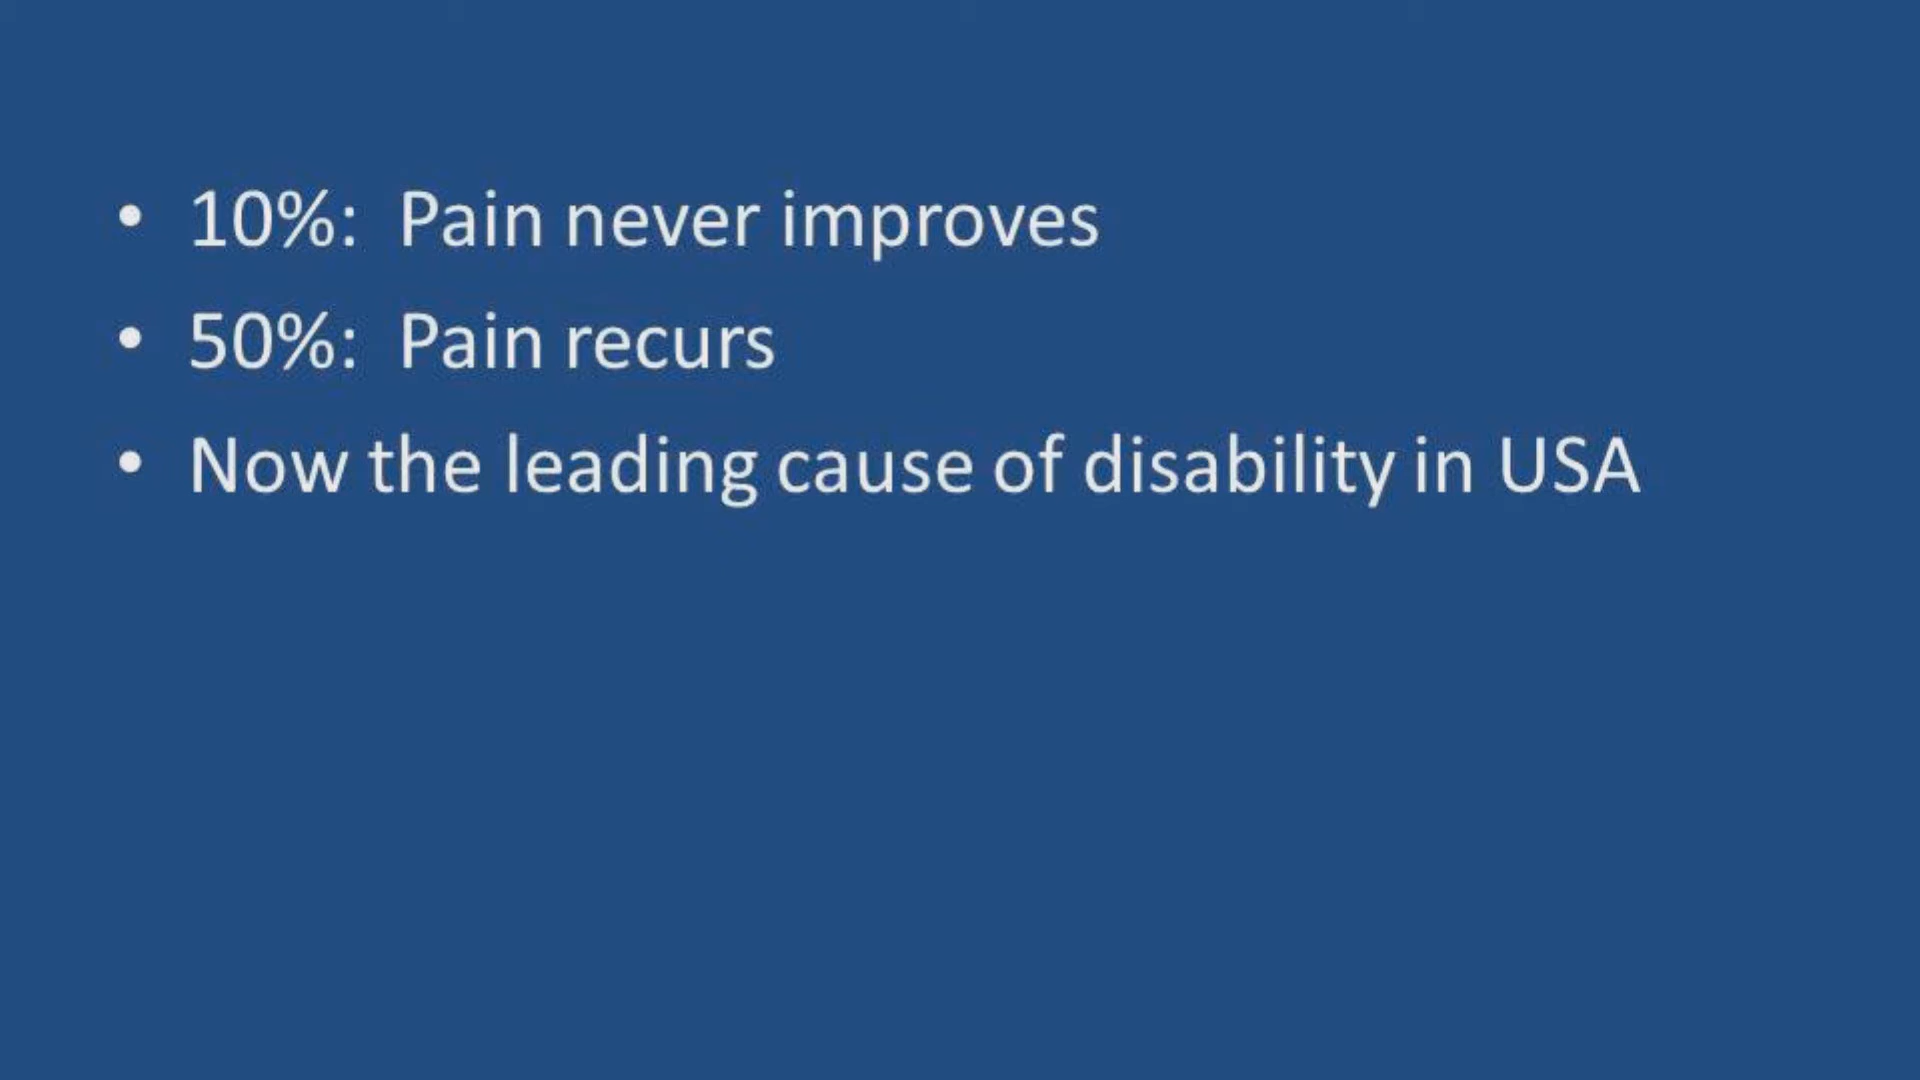 • 10%: Pain never improves
• 50%: Pain recurs
• Now the leading cause of disability in USA